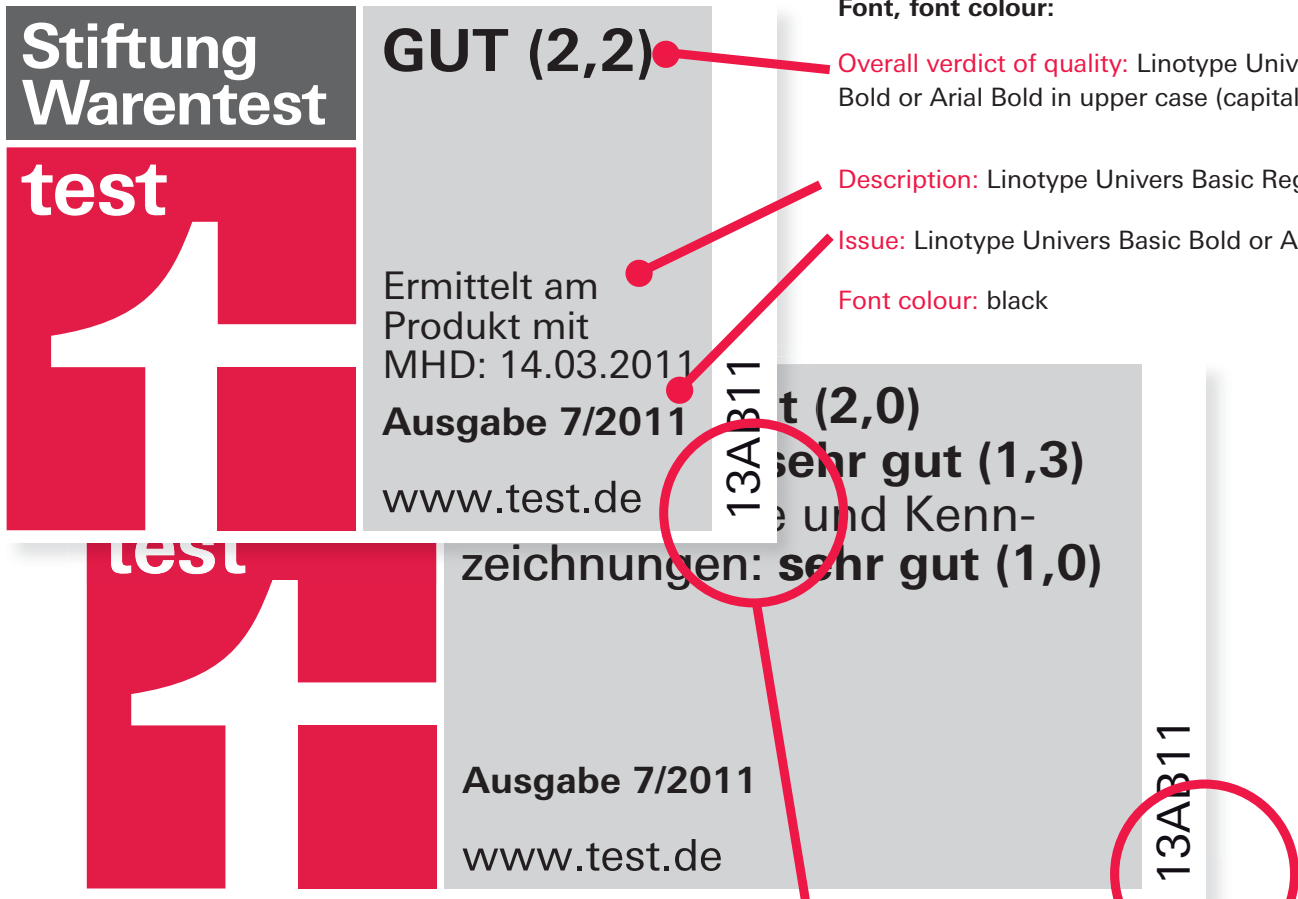 Stiftung
Warentest
test
GUT (2,2)
Ermittelt am
Produkt mit
MHD: 14.03.2011
Ausgabe 7/2011
www.test.de
13AB11
Font, font colour:
Overall verdict of quality: Linotype
Bold or Arial Bold in upper case
Description: Linotype Univers Basic
Issue: Linotype Univers Basic Bold or
Font colour: black
test
(2,0)
sehr gut (1,3)
und Kenn-
zeichnungen: sehr gut (1,0)
Ausgabe 7/2011
www.test.de
13AB11